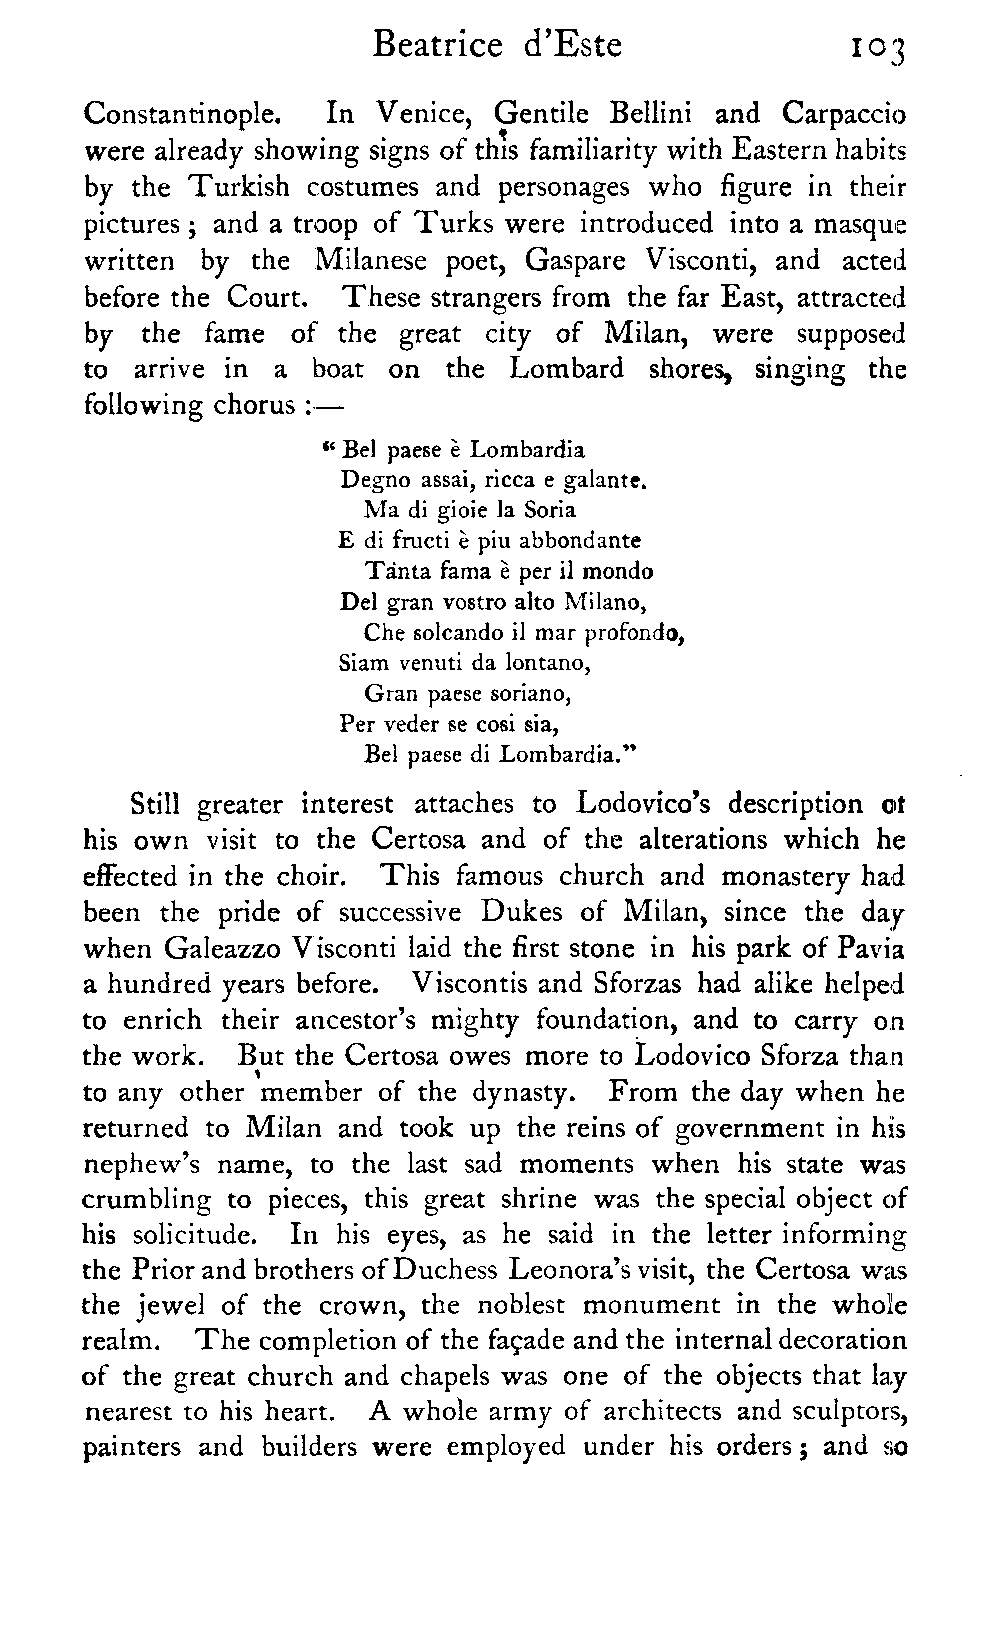 Beatrice d'Este 103
Constantinople. In Venice, Gentile Bellini and Carpaccio
were already showing signs of this familiarity with Eastern habits
by the Turkish costumes and personages who figure in their
pictures ; and a troop of Turks were introduced into a masque
written by the Milanese poet, Gaspare Visconti, and acted
before the Court. These strangers from the far East, attracted
by the fame of the great city of Milan, were supposed
to arrive in a boat on the Lombard shores, singing the
following chorus :—
“ Bel paese è Lombardia
Degno assai, ricca e galante.
Ma di gioie la Soria
E di fructi è piu abbondante
Tanta fama è per il mondo
Del gran vostro alto Milano,
Che solcando il mar profondo,
Siam venuti da lontano,
Gran paese soriano,
Per veder se cosi sia,
Bel paese di Lombardia.”
Still greater interest attaches to Lodovico's description of
his own visit to the Certosa and of the alterations which he
effected in the choir. This famous church and monastery had
been the pride of successive Dukes of Milan, since the day
when Galeazzo Visconti laid the first stone in his park of Pavia
a hundred years before. Viscontis and Sforzas had alike helped
to enrich their ancestor's mighty foundation, and to carry on
the work. But the Certosa owes more to Lodovico Sforza than
to any other member of the dynasty. From the day when he
returned to Milan and took up the reins of government in his
nephew's name, to the last sad moments when his state was
crumbling to pieces, this great shrine was the special object of
his solicitude. In his eyes, as he said in the letter informing
the Prior and brothers of Duchess Leonora's visit, the Certosa was
the jewel of the crown, the noblest monument in the whole
realm. The completion of the façade and the internal decoration
of the great church and chapels was one of the objects that lay
nearest to his heart. A whole army of architects and sculptors,
painters and builders were employed under his orders ; and so